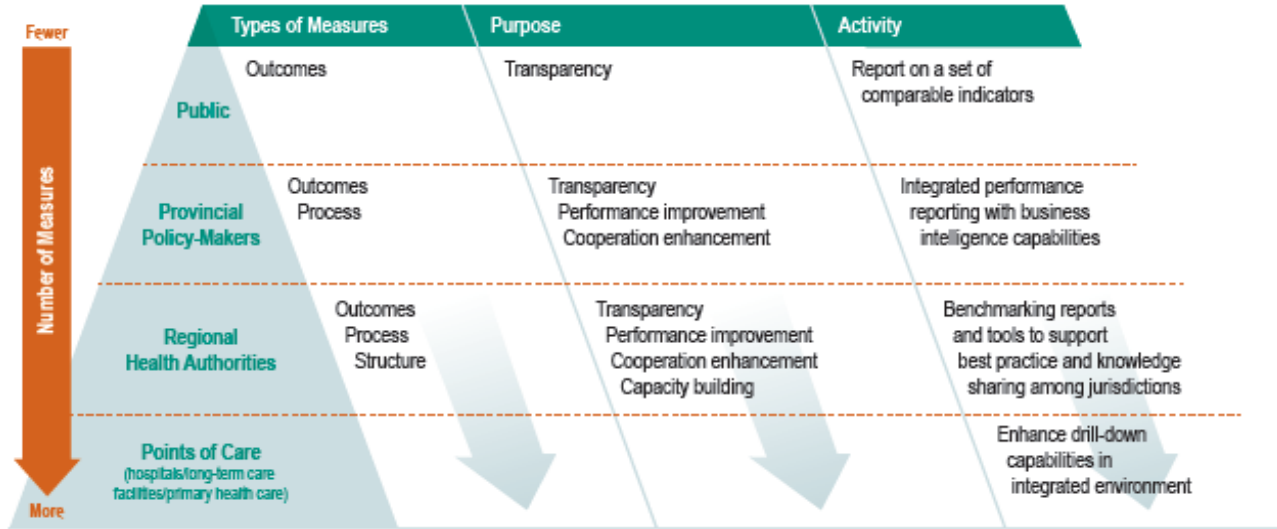 Fewer
Types of Measures
Purpose
Activity
Public
Outcomes
Transparency
Report on a set of
comparable indicators
Number of Measures
Provincial
Policy-Makers
Outcomes
Process
Transparency
Performance improvement
Cooperation enhancement
Integrated performance
reporting with business
intelligence capabilities
Regional
Health Authorities
Outcomes
Process
Structure
Transparency
Performance improvement
Cooperation enhancement
Capacity building
Benchmarking reports
and tools to support
best practice and knowledge
sharing among jurisdictions
Points of Care
(hospitals/long-term care
facilities/primary health care)
Enhance drill-down
capabilities in
integrated environment
More